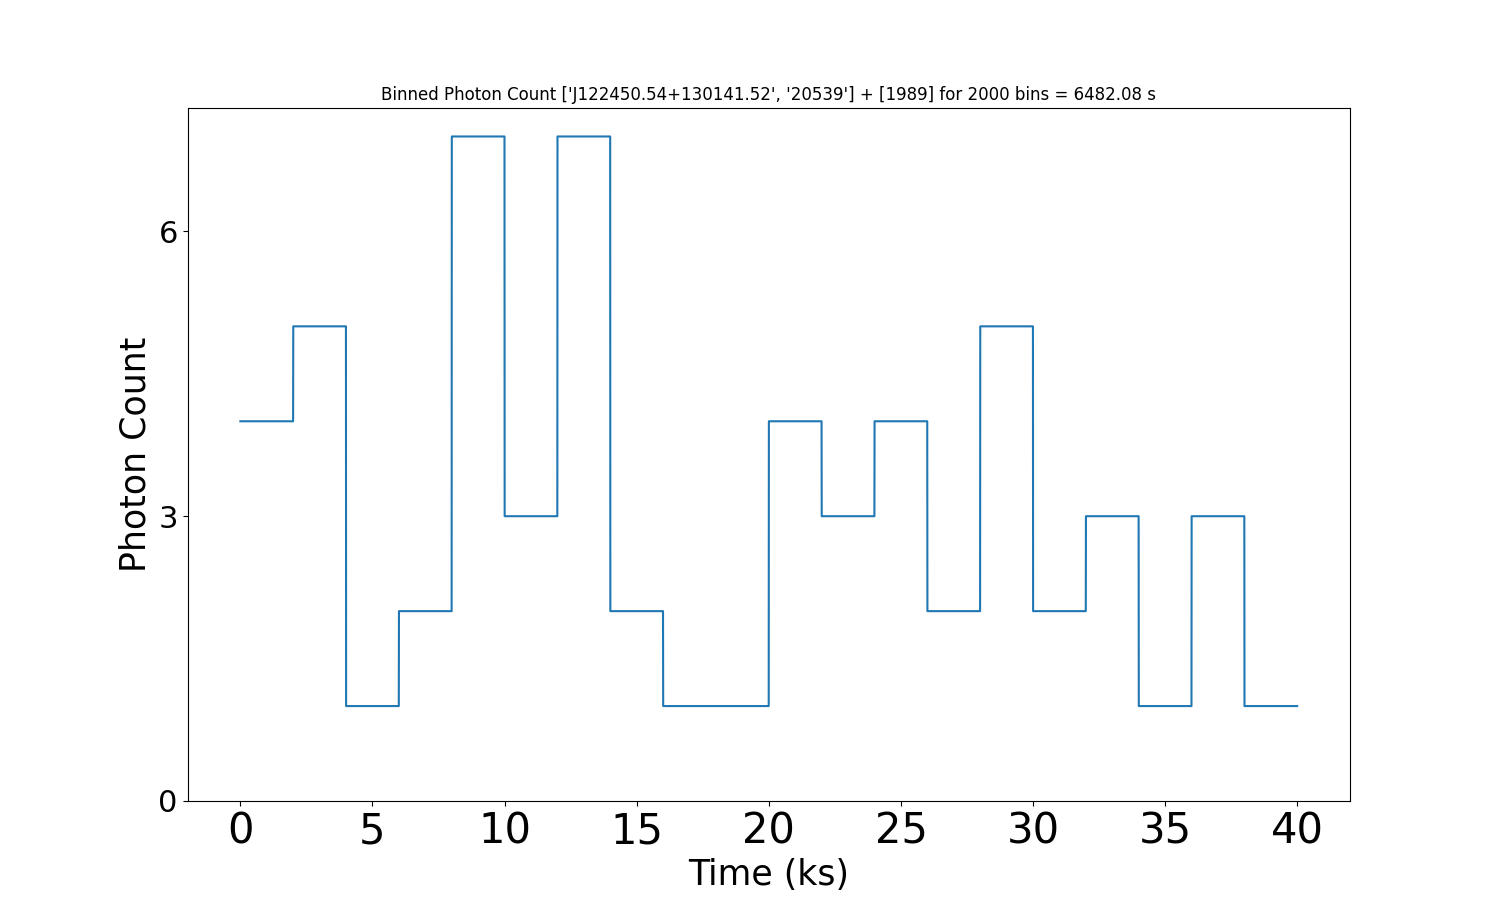 Binned Photon Count ['J122450.54+130141.52', '20539'] + [1989] for 2000 bins = 6482.08 s
6
3
0
Photon Count
0 5 10 15 20 25 30 35 40
Time (ks)